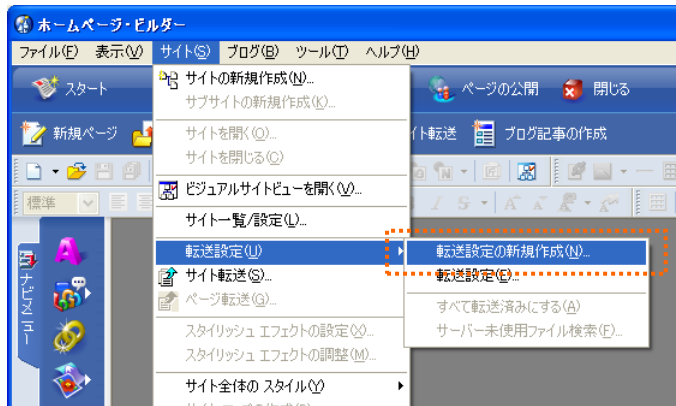 ホームページ・ビルダー
ファイル(F) 表示(V) サイト(S) ブログ(B) ツール(T) ヘルプ(H)
スタート
ページの公開 閉じる
新規ページ
イト転送 ブログ記事の作成
標準
ナビメニュー
サイトの新規作成(N)...
サブサイトの新規作成(K)...
サイトを開く(O)...
サイトを閉じる(C)
ビジュアルサイトビューを開く(V)...
サイト一覧/設定(L)...
転送設定(U)
サイト転送(S)...
ページ転送(G)...
スタイリッシュ エフェクトの設定(X)...
スタイリッシュ エフェクトの調整(M)...
サイト全体の スタイル(Y)
転送設定の新規作成(N)...
転送設定(E)...
すべて転送済みにする(A)
サーバー未使用ファイル検索(F)...